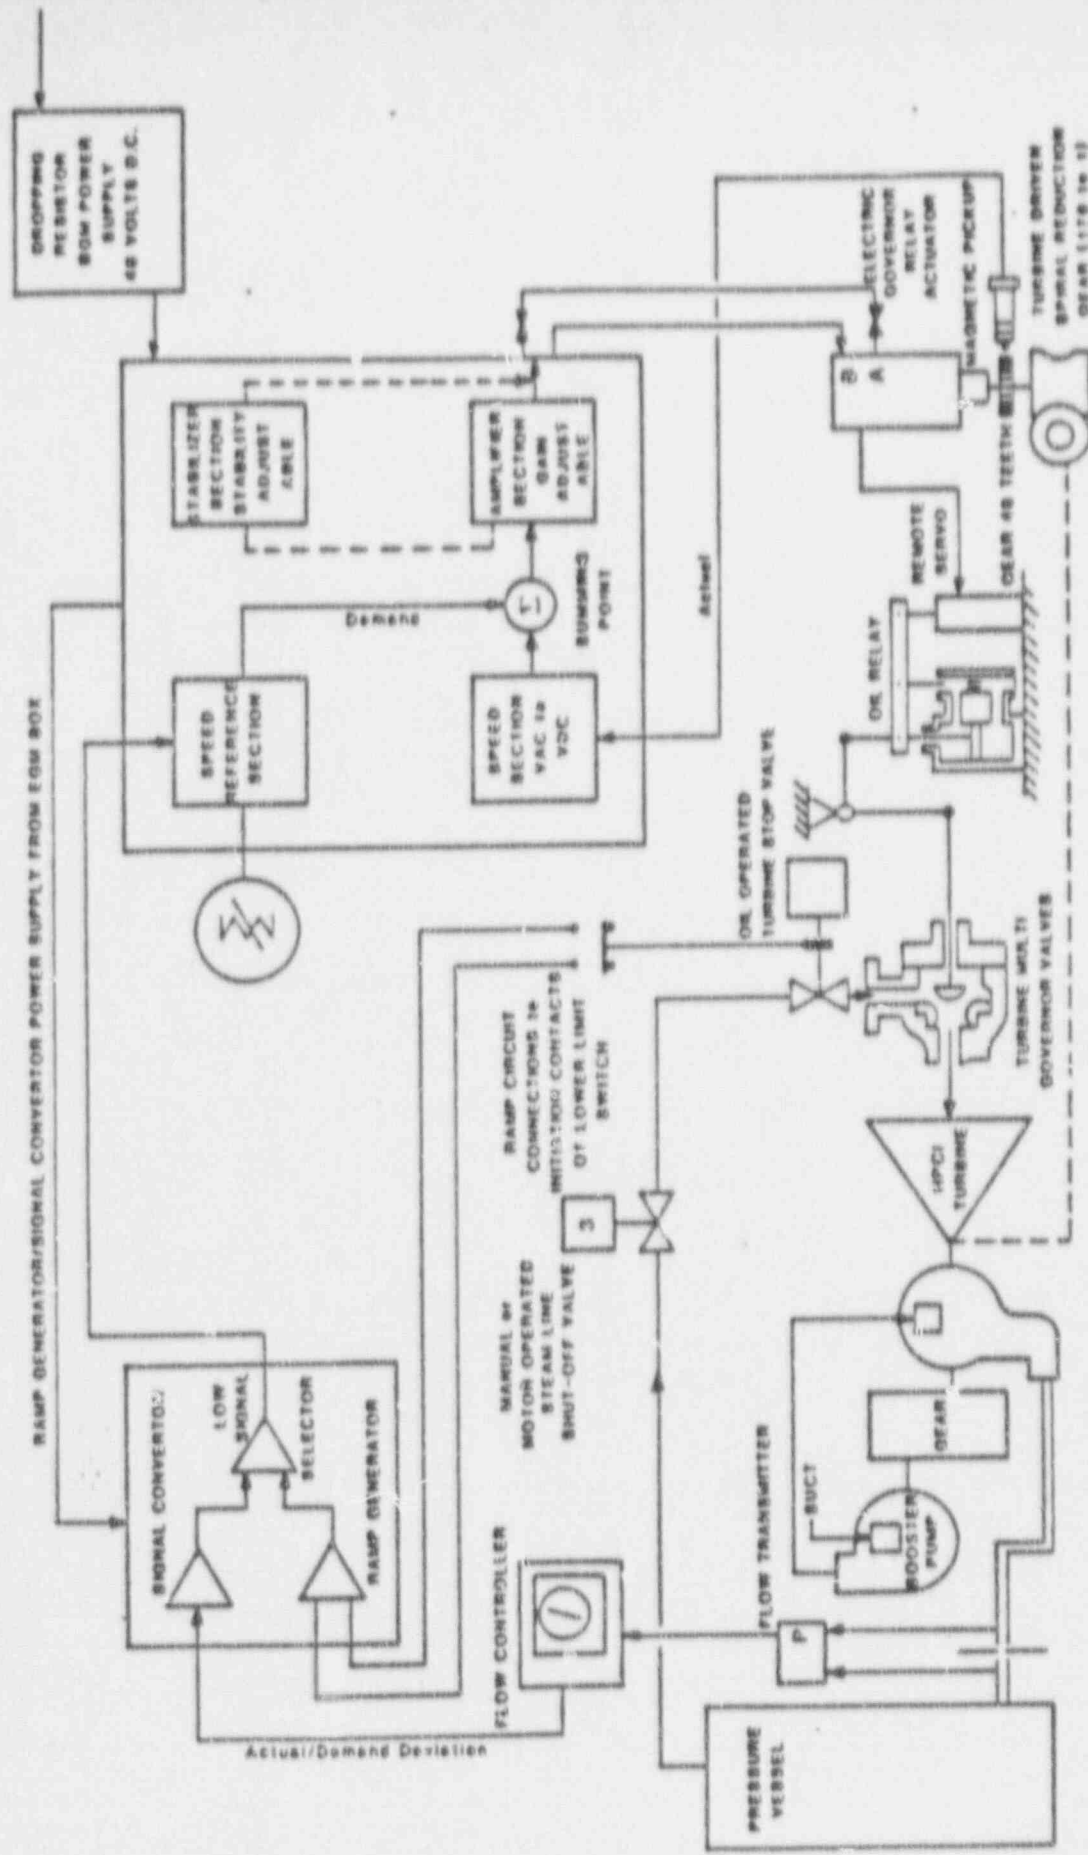 RAMP GENERATOR/SIGNAL CONVERTOR POWER SUPPLY FROM EGM BOX
DROPPING
RESISTOR
BGM POWER
SUPPLY
48 VOLTS D.C.
SIGNAL CONVERTOR
LOW
SIGNAL
SELECTOR
RAMP GENERATOR
SPEED
REFERENCE
SECTION
STABILIZER
SECTION
STABILITY
ADJUST
ABLE
Demand
SPEED
SECTION
VAC to
VDC
Σ
SUMMING
POINT
AMPLIFIER
SECTION
GAIN
ADJUST
ABLE
Actual/Demand Deviation
FLOW CONTROLLER
MANUAL or
MOTOR OPERATED
STEAM LINE
SHUT-OFF VALVE
RAMP CIRCUIT
CONNECTIONS to
INITIATION CONTACTS
OF LOWER LIMIT
SWITCH
Actual
FLOW TRANSMITTER
P
OIL OPERATED
TURBINE STOP VALVE
OIL RELAY
REMOTE
SERVO
B
A
ELECTRIC
GOVERNOR
RELAY
ACTUATOR
MAGNETIC PICKUP
GEAR 48 TEETH
PRESSURE
VESSEL
SUCT
BOOSTER
PUMP
GEAR
HPCI
TURBINE
TURBINE MULTI
GOVERNOR VALVES
TURBINE DRIVER
SPIRAL REDUCTION